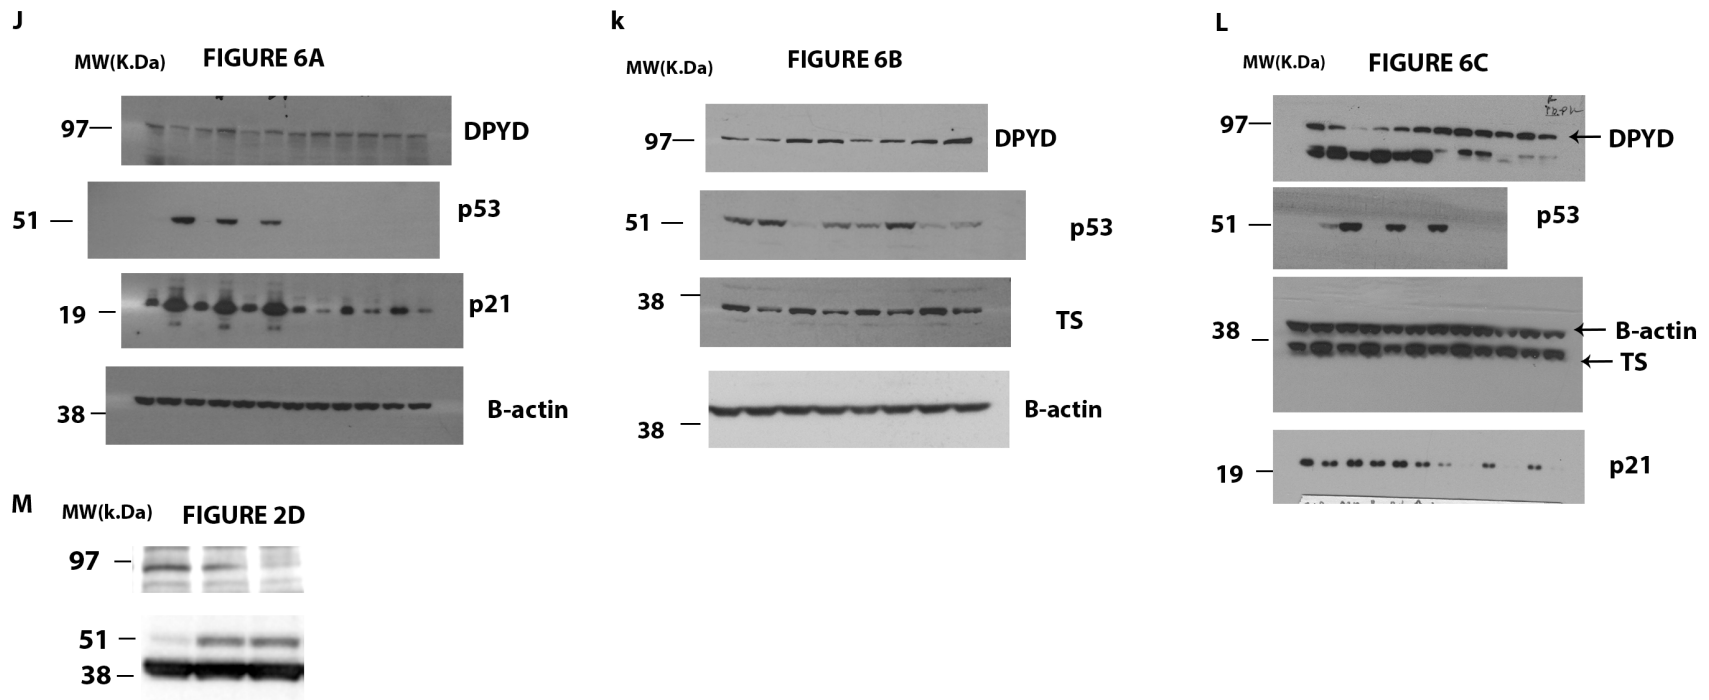 J
MW(K.Da) FIGURE 6A
97 DPYD
51 p53
19 p21
38 B-actin
k
MW(K.Da) FIGURE 6B
97 DPYD
51 p53
38 TS
38 B-actin
L
MW(K.Da) FIGURE 6C
97 DPYD
51 p53
38 B-actin
TS
19 p21
M
MW(k.Da) FIGURE 2D
97
51
38